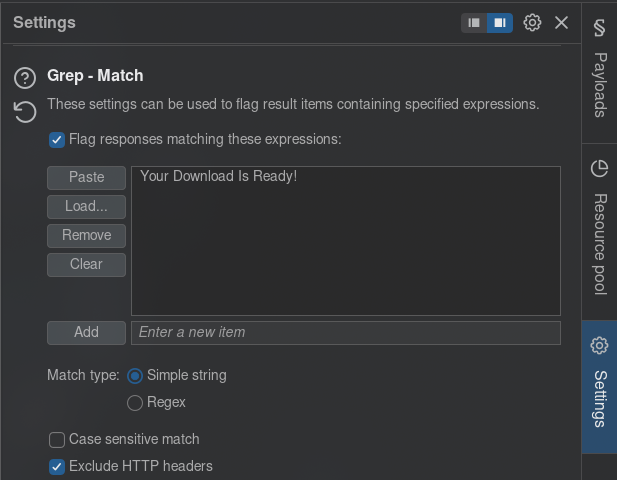 Settings
Grep - Match
These settings can be used to flag result items containing specified expressions.
Flag responses matching these expressions:
Paste
Your Download Is Ready!
Load...
Remove
Clear
Add
Enter a new item
Match type:
Simple string
Regex
Case sensitive match
Exclude HTTP headers
Payloads
Resource pool
Settings